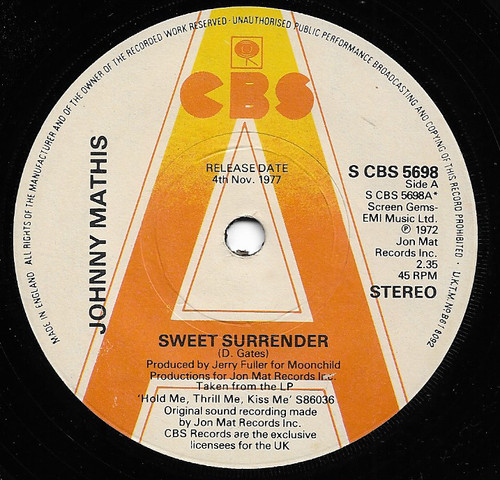 ALL RIGHTS OF THE MANUFACTURER AND OF THE OWNER OF THE RECORDED WORK RESERVED · UNAUTHORISED PUBLIC PERFORMANCE BROADCASTING AND COPYING OF THIS RECORD PROHIBITED ·
MADE IN ENGLAND
CBS
A
JOHNNY MATHIS
RELEASE DATE
4th Nov. 1977
S CBS 5698
Side A
S CBS 5698A*
Screen Gems-
EMI Music Ltd.
℗ 1972
Jon Mat
Records Inc.
2.35
45 RPM
STEREO
SWEET SURRENDER
(D. Gates)
Produced by Jerry Fuller for Moonchild
Productions for Jon Mat Records Inc.
Taken from the LP
'Hold Me, Thrill Me, Kiss Me' S86036
Original sound recording made
by Jon Mat Records Inc.
CBS Records are the exclusive
licensees for the UK